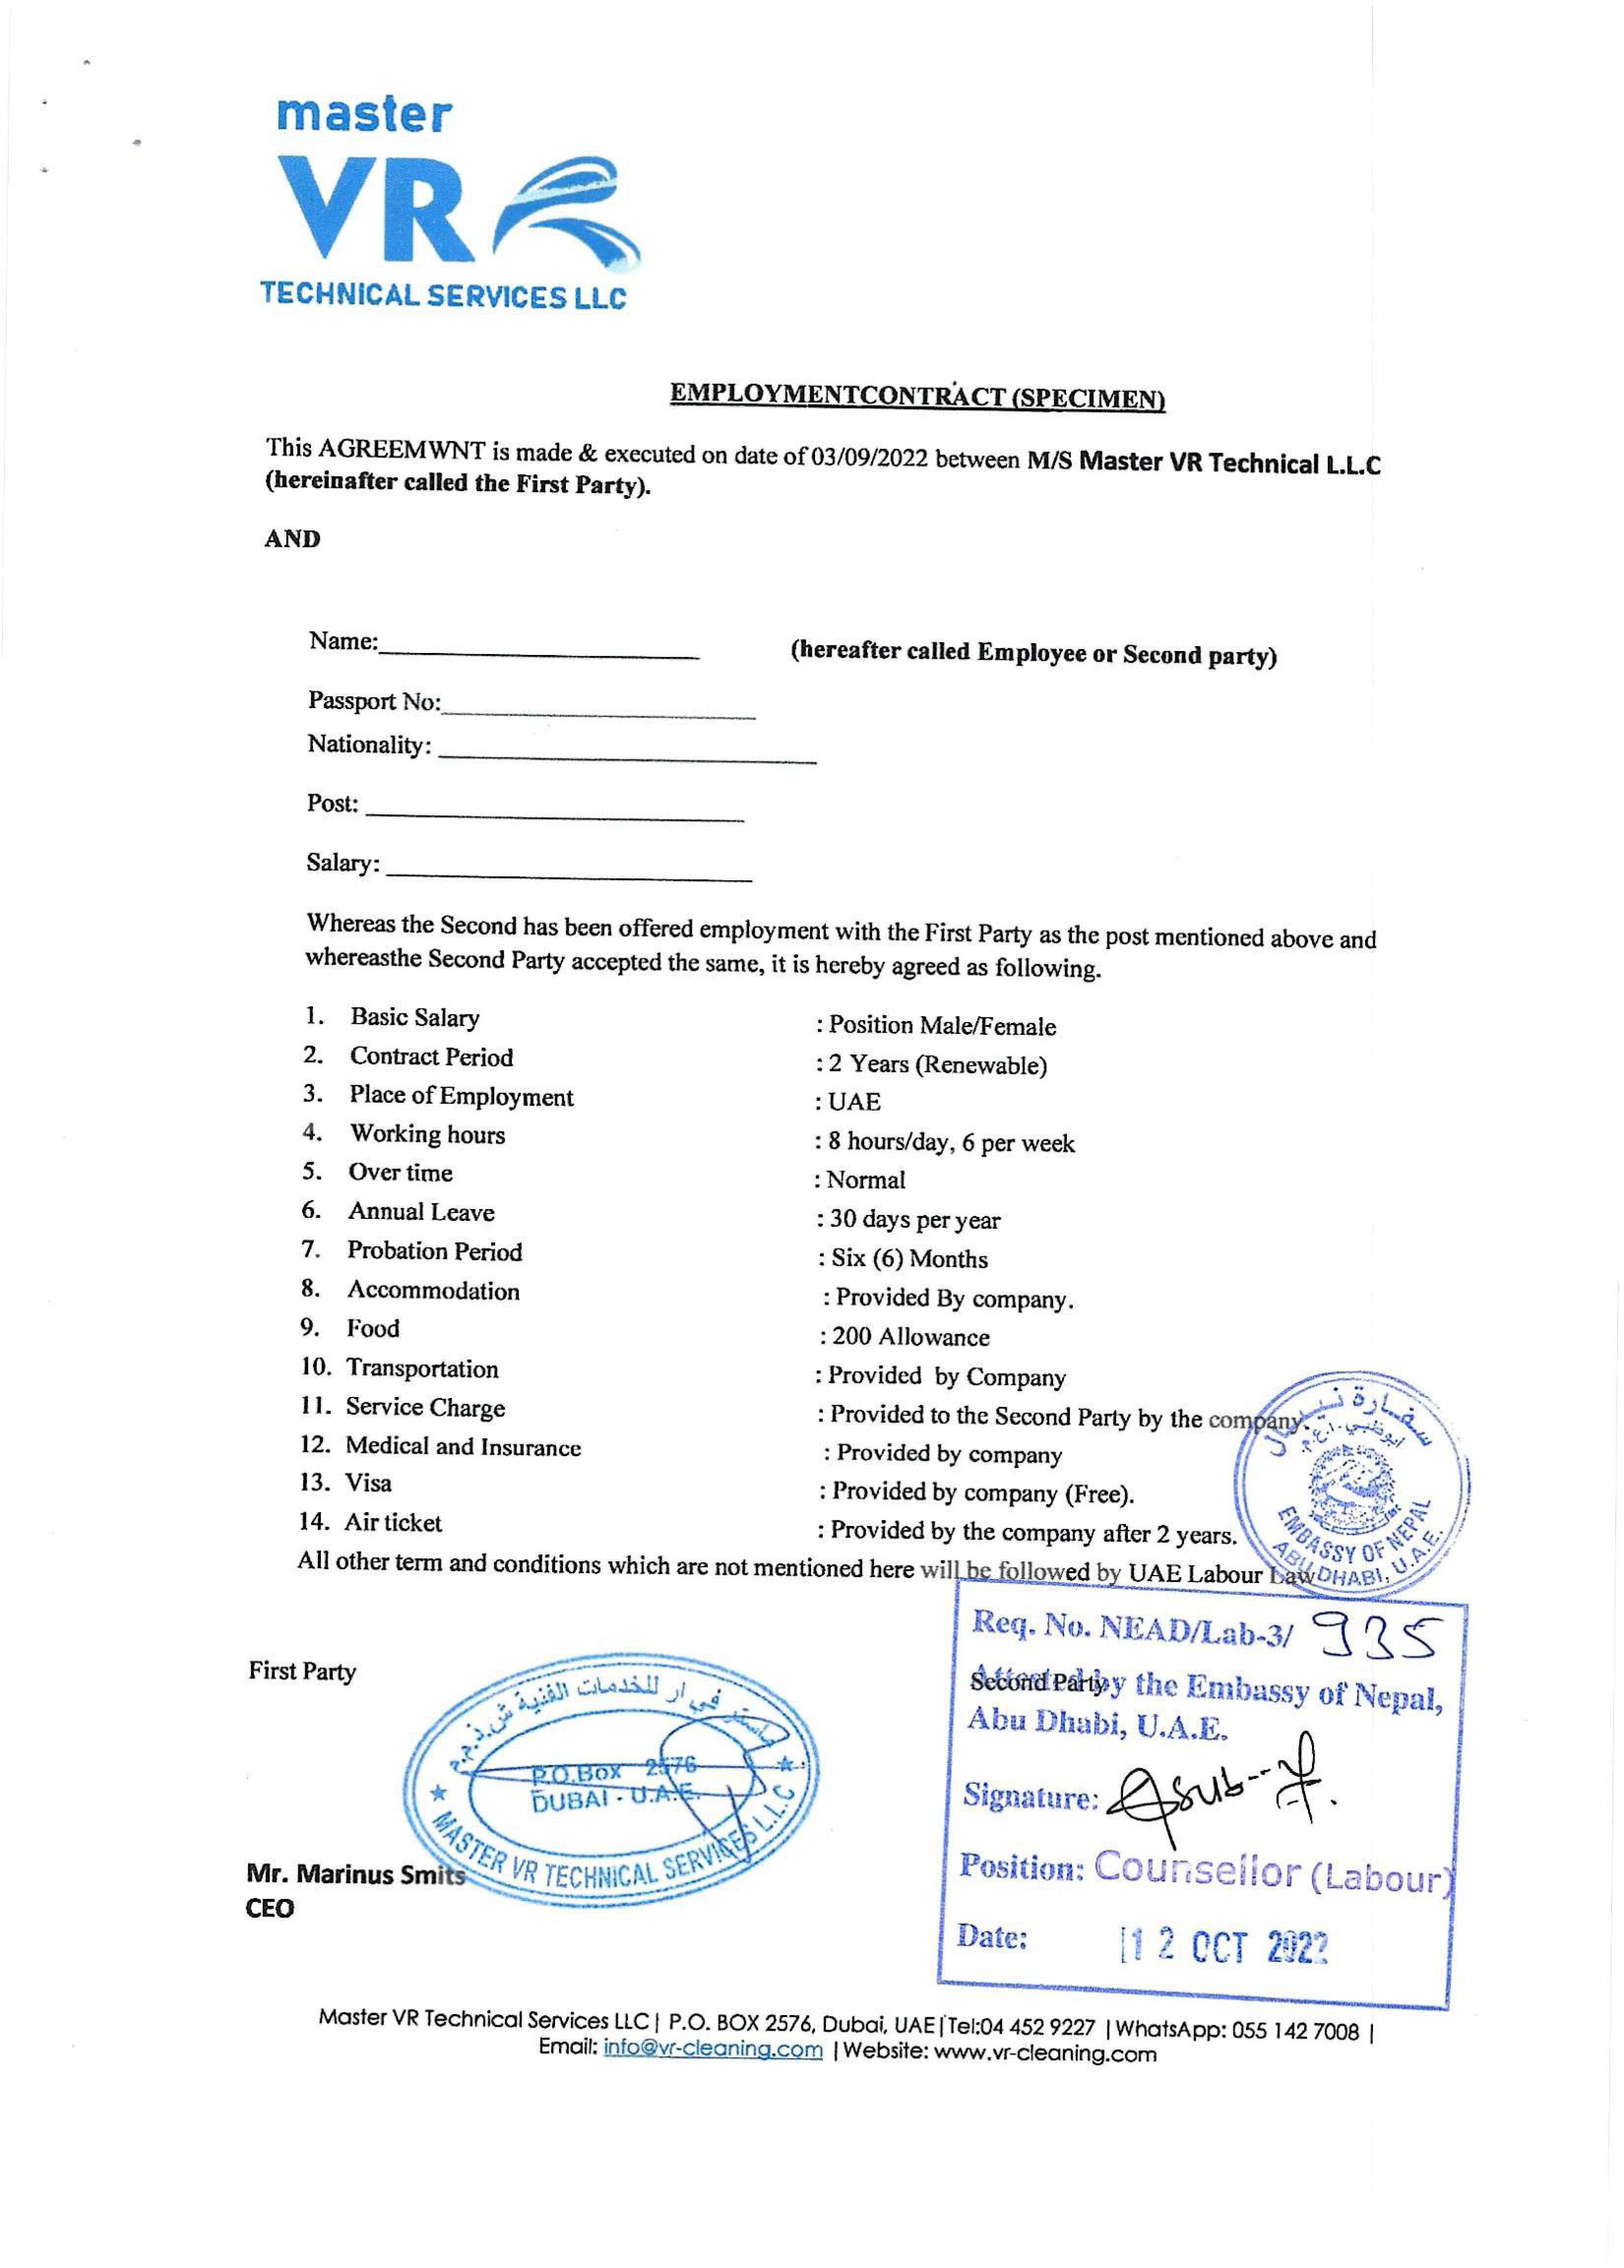 master
VR
TECHNICAL SERVICES LLC
EMPLOYMENTCONTRACT (SPECIMEN)
This AGREEMWNT is made & executed on date of 03/09/2022 between M/S Master VR Technical L.L.C
(hereinafter called the First Party).
AND
Name: (hereafter called Employee or Second party)
Passport No:
Nationality:
Post:
Salary:
Whereas the Second has been offered employment with the First Party as the post mentioned above and
whereasthe Second Party accepted the same, it is hereby agreed as following.
1. Basic Salary : Position Male/Female
2. Contract Period : 2 Years (Renewable)
3. Place of Employment : UAE
4. Working hours : 8 hours/day, 6 per week
5. Over time : Normal
6. Annual Leave : 30 days per year
7. Probation Period : Six (6) Months
8. Accommodation : Provided By company.
9. Food : 200 Allowance
10. Transportation : Provided by Company
11. Service Charge : Provided to the Second Party by the company.
12. Medical and Insurance : Provided by company
13. Visa : Provided by company (Free).
14. Air ticket : Provided by the company after 2 years.
سفارة نيبال
أبوظبي - ا.ع.م
EMBASSY OF NEPAL
ABU DHABI, U.A.E.
All other term and conditions which are not mentioned here will be followed by UAE Labour Law
Req. No. NEAD/Lab-3/ 935
First Party
Second Party
Attested by the Embassy of Nepal,
Abu Dhabi, U.A.E.
ماستر في ار للخدمات الفنية ش.ذ.م.م
P.O.Box 2576
DUBAI - U.A.E.
MASTER VR TECHNICAL SERVICES L.L.C
Signature:
Position: Counsellor (Labour)
Mr. Marinus Smits
CEO
Date: 12 OCT 2022
Master VR Technical Services LLC | P.O. BOX 2576, Dubai, UAE | Tel:04 452 9227 | WhatsApp: 055 142 7008 |
Email: info@vr-cleaning.com | Website: www.vr-cleaning.com